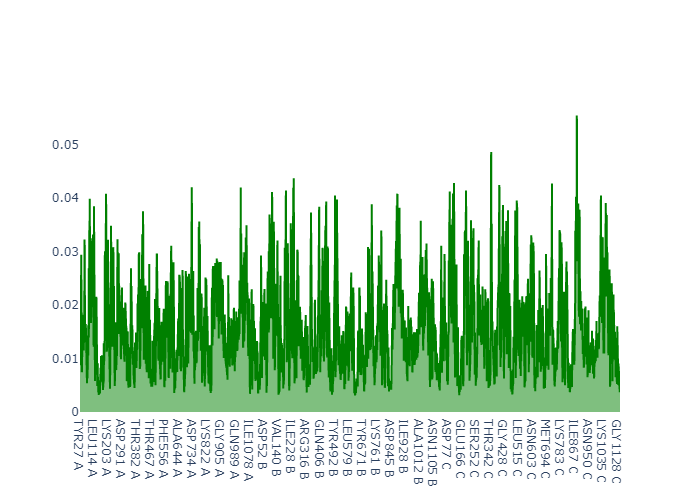 0.05
0.04
0.03
0.02
0.01
0
TYR27 A
LEU114 A
LYS203 A
ASP291 A
THR382 A
THR467 A
PHE556 A
ALA644 A
ASP734 A
LYS822 A
GLY905 A
GLN989 A
ILE1078 A
ASP52 B
VAL140 B
ILE228 B
ARG316 B
GLN406 B
TYR492 B
LEU579 B
TYR671 B
LYS761 B
ASP845 B
ILE928 B
ALA1012 B
ASN1105 B
ASP77 C
GLU166 C
SER252 C
THR342 C
GLY428 C
LEU515 C
ASN603 C
MET694 C
LYS783 C
ILE867 C
ASN950 C
LYS1035 C
GLY1128 C